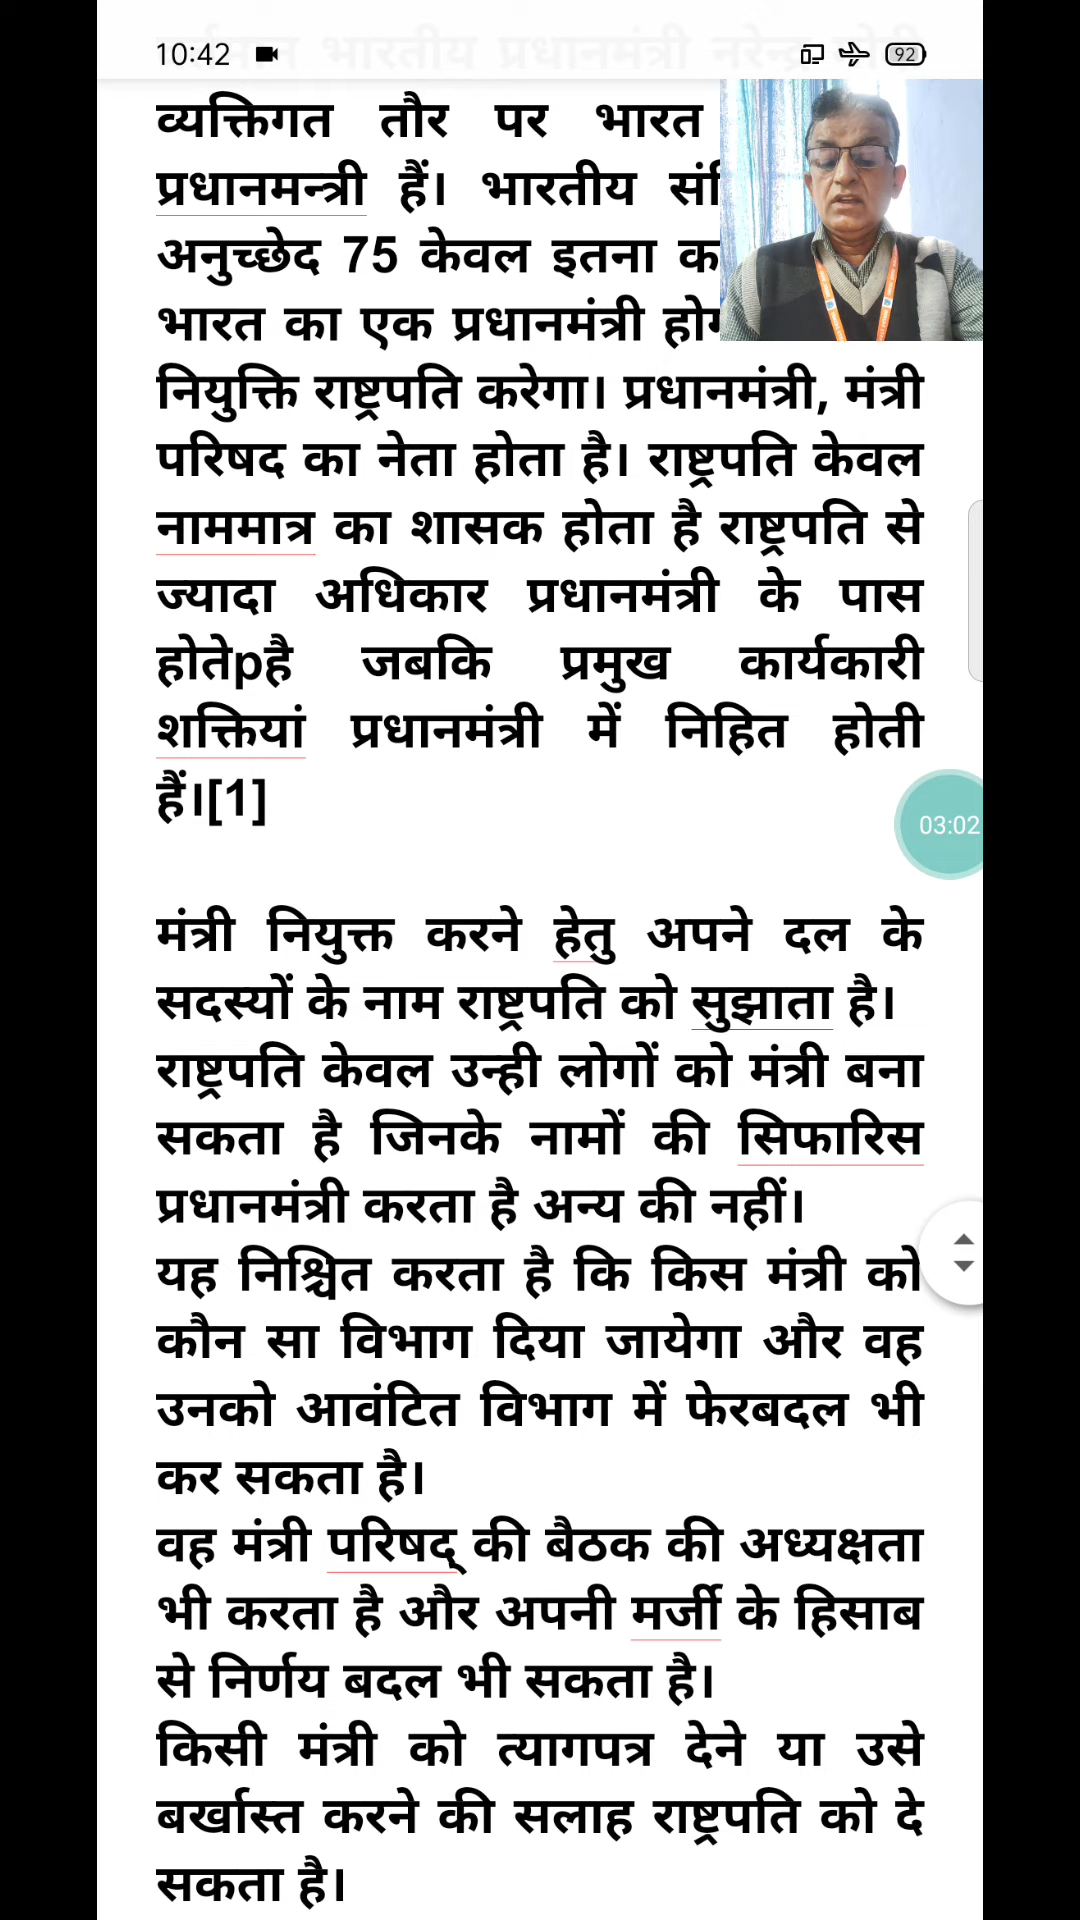 10:42
92
व्यक्तिगत तौर पर भारत
प्रधानमन्त्री हैं। भारतीय
अनुच्छेद 75 केवल इतना
भारत का एक प्रधानमंत्री
नियुक्ति राष्ट्रपति करेगा। प्रधानमंत्री, मंत्री
परिषद का नेता होता है। राष्ट्रपति केवल
नाममात्र का शासक होता है राष्ट्रपति से
ज्यादा अधिकार प्रधानमंत्री के पास
होतेpहै जबकि प्रमुख कार्यकारी
शक्तियां प्रधानमंत्री में निहित होती
हैं।[1]
03:02
मंत्री नियुक्त करने हेतु अपने दल के
सदस्यों के नाम राष्ट्रपति को सुझाता है।
राष्ट्रपति केवल उन्ही लोगों को मंत्री बना
सकता है जिनके नामों की सिफारिस
प्रधानमंत्री करता है अन्य की नहीं।
यह निश्चित करता है कि किस मंत्री को
कौन सा विभाग दिया जायेगा और वह
उनको आवंटित विभाग में फेरबदल भी
कर सकता है।
वह मंत्री परिषद् की बैठक की अध्यक्षता
भी करता है और अपनी मर्जी के हिसाब
से निर्णय बदल भी सकता है।
किसी मंत्री को त्यागपत्र देने या उसे
बर्खास्त करने की सलाह राष्ट्रपति को दे
सकता है।